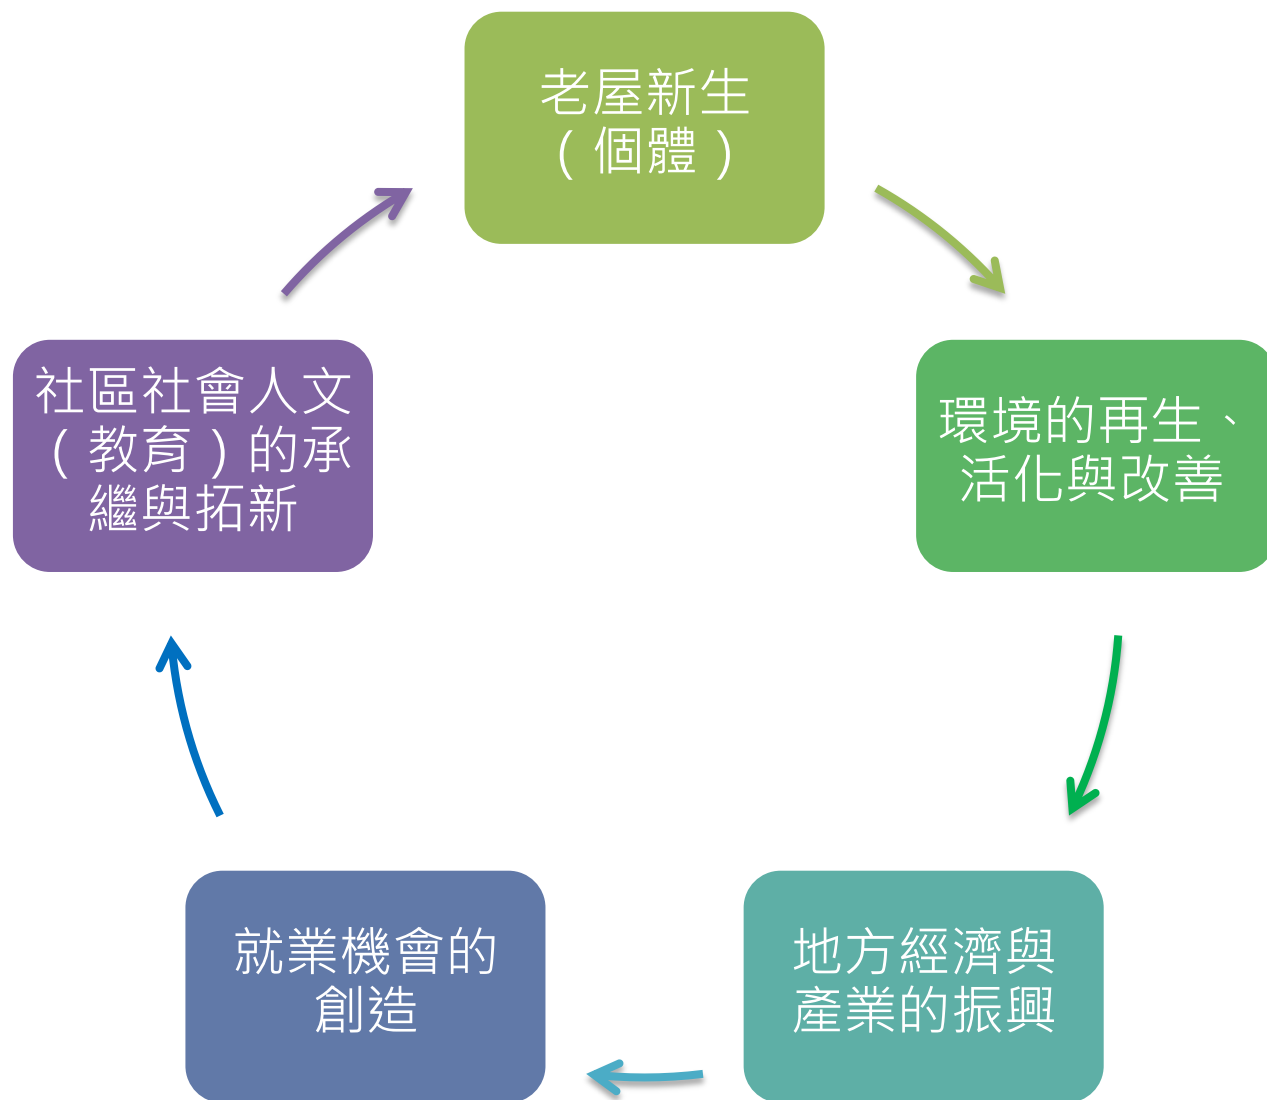 老屋新生
（個體）
環境的再生、
活化與改善
地方經濟與
產業的振興
就業機會的
創造
社區社會人文
（教育）的承
繼與拓新